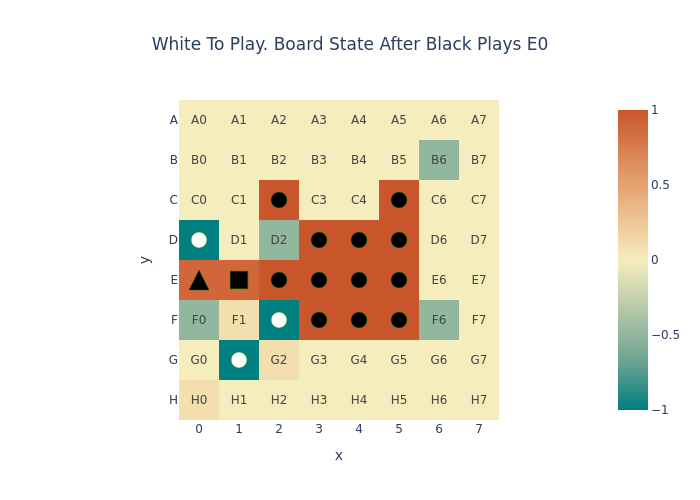 White To Play. Board State After Black Plays E0
A A0 A1 A2 A3 A4 A5 A6 A7
B B0 B1 B2 B3 B4 B5 B6 B7
C C0 C1 C3 C4 C6 C7
D D1 D2 D6 D7
E E6 E7
F F0 F1 F6 F7
G G0 G2 G3 G4 G5 G6 G7
H H0 H1 H2 H3 H4 H5 H6 H7
0 1 2 3 4 5 6 7
x
y
1
0.5
0
−0.5
−1